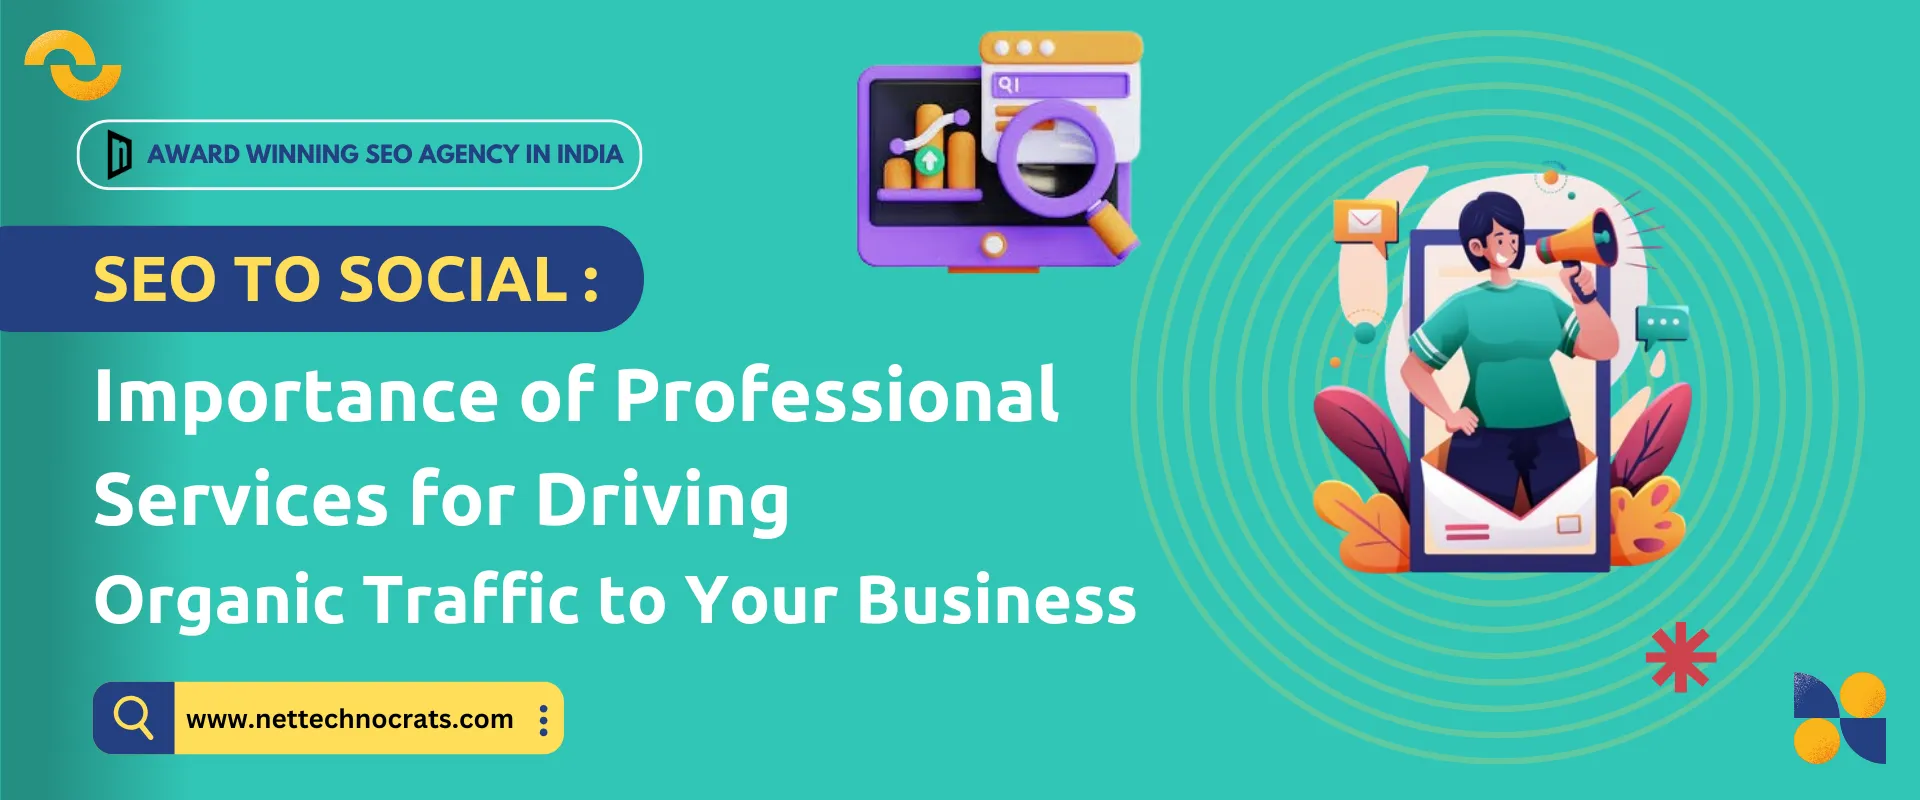 AWARD WINNING SEO AGENCY IN INDIA
SEO TO SOCIAL :
Importance of Professional
Services for Driving
Organic Traffic to Your Business
www.nettechnocrats.com